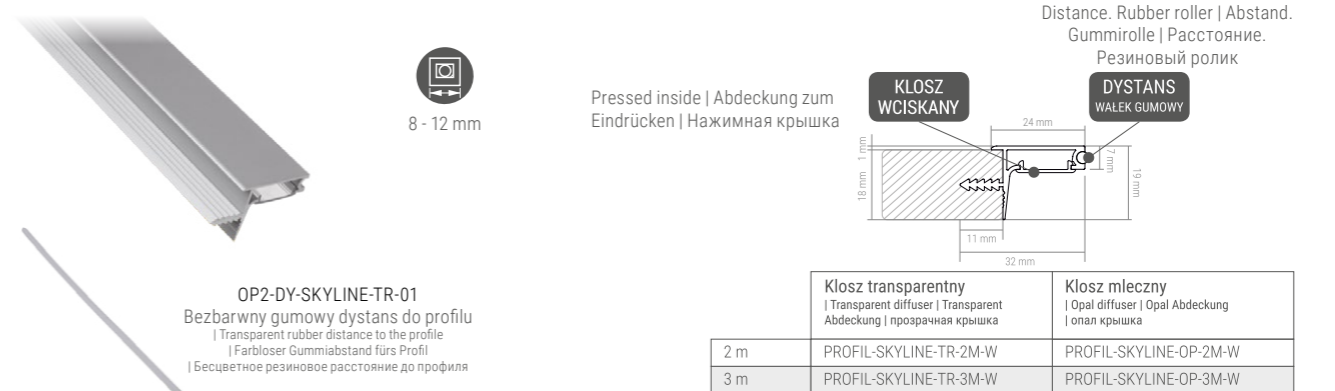 8 - 12 mm
OP2-DY-SKYLINE-TR-01
Bezbarwny gumowy dystans do profilu
| Transparent rubber distance to the profile
| Farbloser Gummiabstand fürs Profil
| Бесцветное резиновое расстояние до профиля
Distance. Rubber roller | Abstand.
Gummirolle | Расстояние.
Резиновый ролик
Pressed inside | Abdeckung zum
Eindrücken | Нажимная крышка
KLOSZ
WCISKANY
DYSTANS
WAŁEK GUMOWY
24 mm
1 mm
7 mm
18 mm
19 mm
11 mm
32 mm
Klosz transparentny
| Transparent diffuser | Transparent
Abdeckung | прозрачная крышка
Klosz mleczny
| Opal diffuser | Opal Abdeckung
| опал крышка
2 m PROFIL-SKYLINE-TR-2M-W PROFIL-SKYLINE-OP-2M-W
3 m PROFIL-SKYLINE-TR-3M-W PROFIL-SKYLINE-OP-3M-W